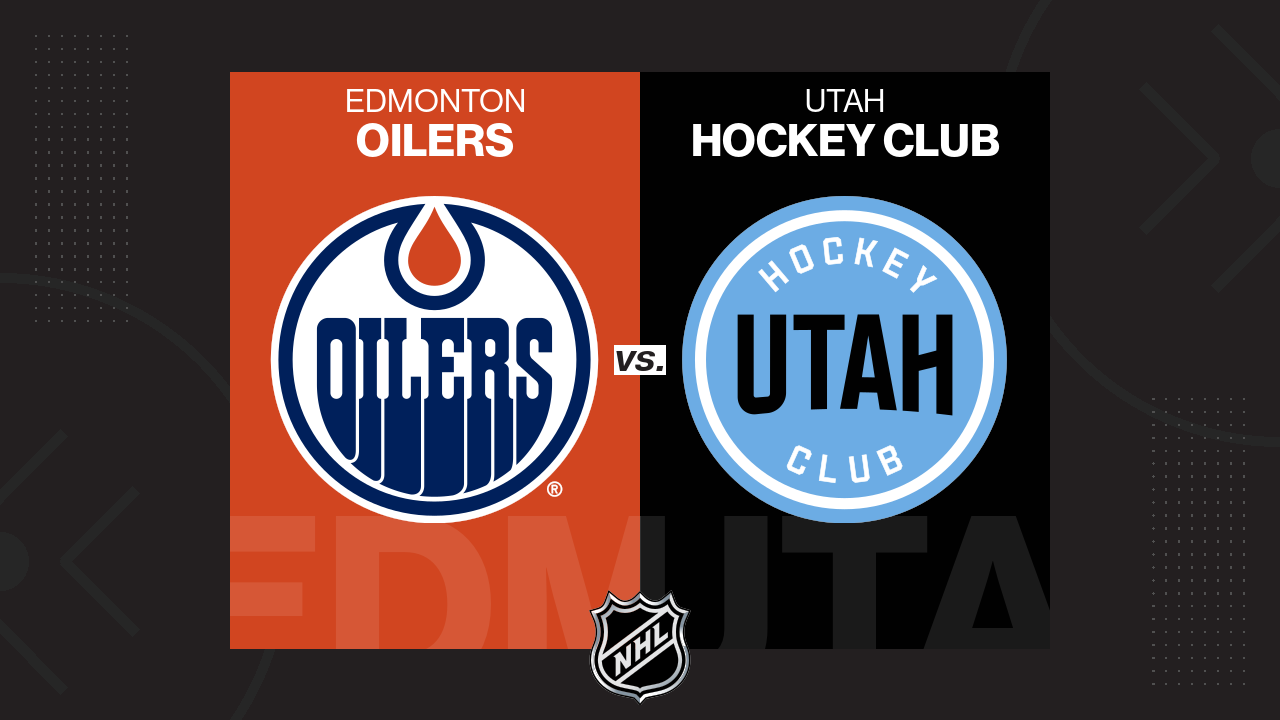 EDMONTON
OILERS
UTAH
HOCKEY CLUB
OILERS
®
vs.
HOCKEY
UTAH
CLUB
EDM
UTA
NHL